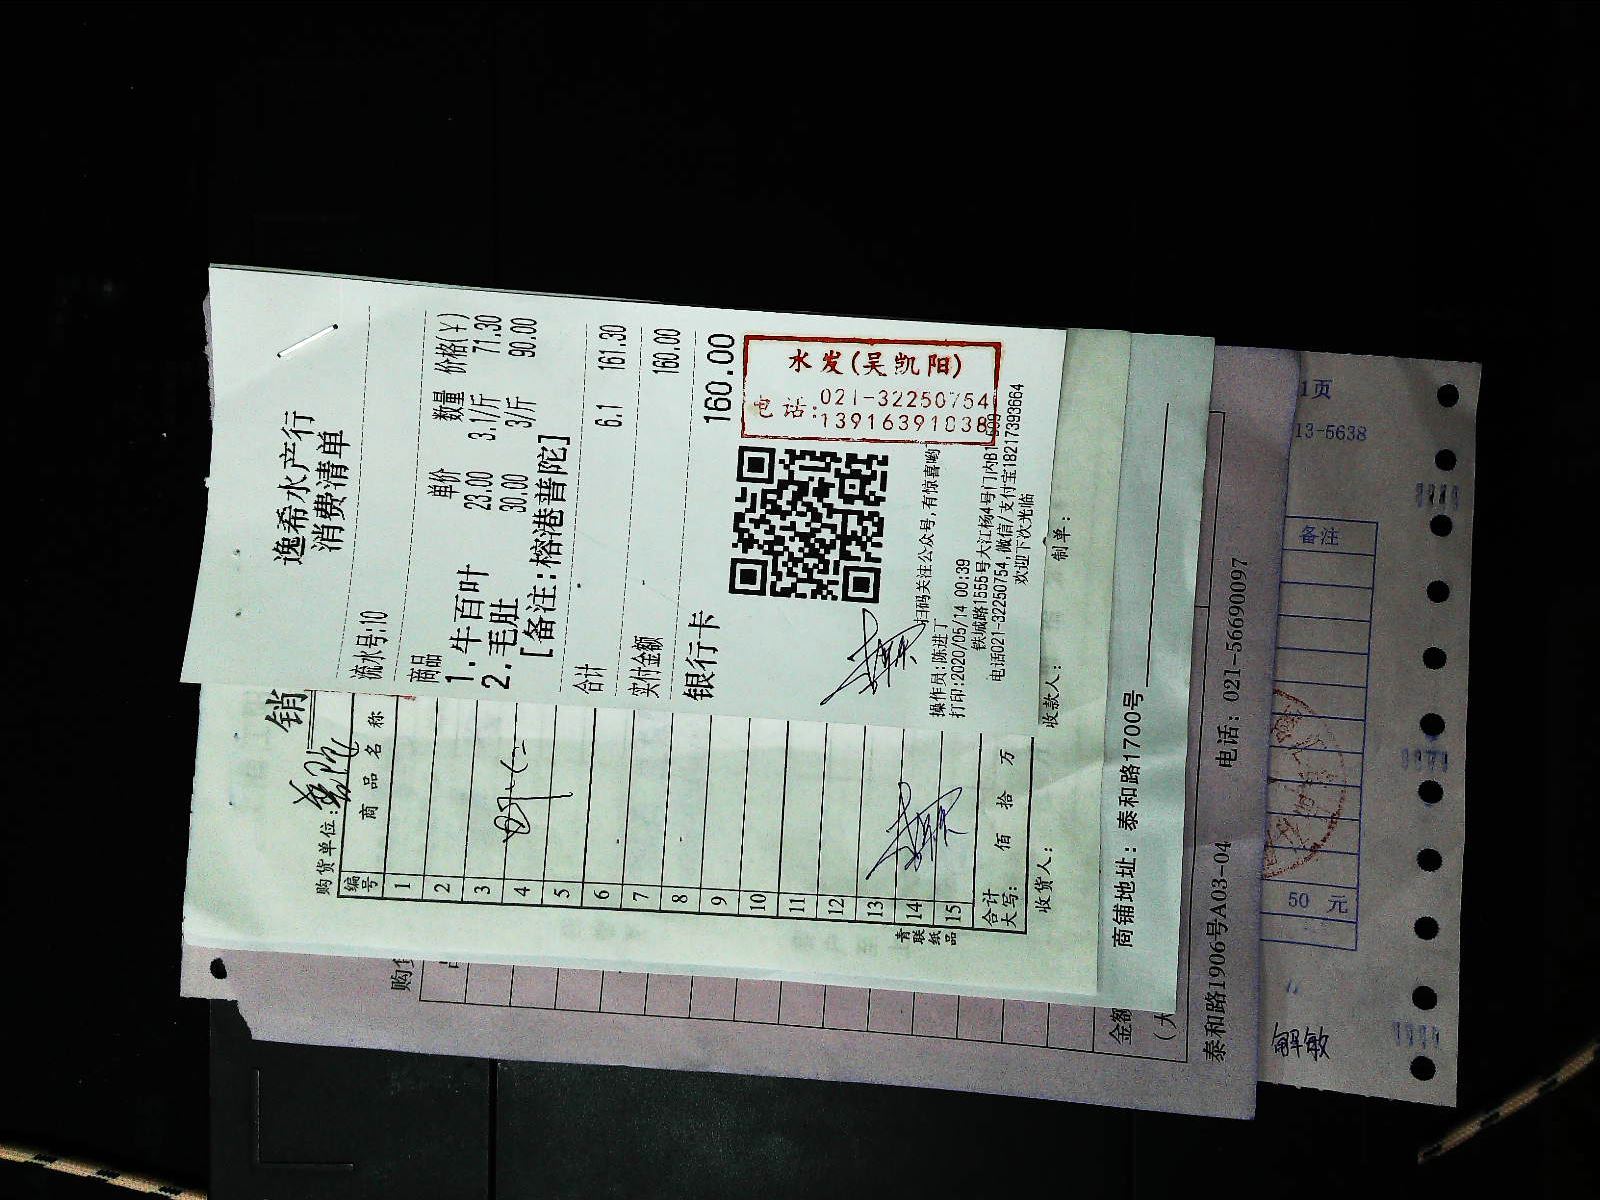 逸希水产行
消费清单
流水号:10
商品 单价 数量 价格(¥)
1.牛百叶 23.00 3.1/斤 71.30
2.毛肚 30.00 3/斤 90.00
[备注:榕港普陀]
合计 6.1 161.30
实付金额 160.00
银行卡 160.00
水发(吴凯阳)
电话:021-32250754
13916391038
扫码关注公众号,有惊喜哟
操作员:陈进丁
打印:2020/05/14 00:39
铁城路1555号大江杨4号门内B1
电话021-32250754,微信/支付宝18217393664
欢迎下次光临
销
购货单位:
编号 商品名称
1
2
3
4
5
6
7
8
9
10
11
12
13
14
15
合计大写: 佰 拾 万
收货人: 收款人: 制单:
青联纸品
商铺地址：泰和路1700号
购
金额
(大
泰和路1906号A03-04 电话：021-56690097
1页
13-5638
备注
50 元
解敏